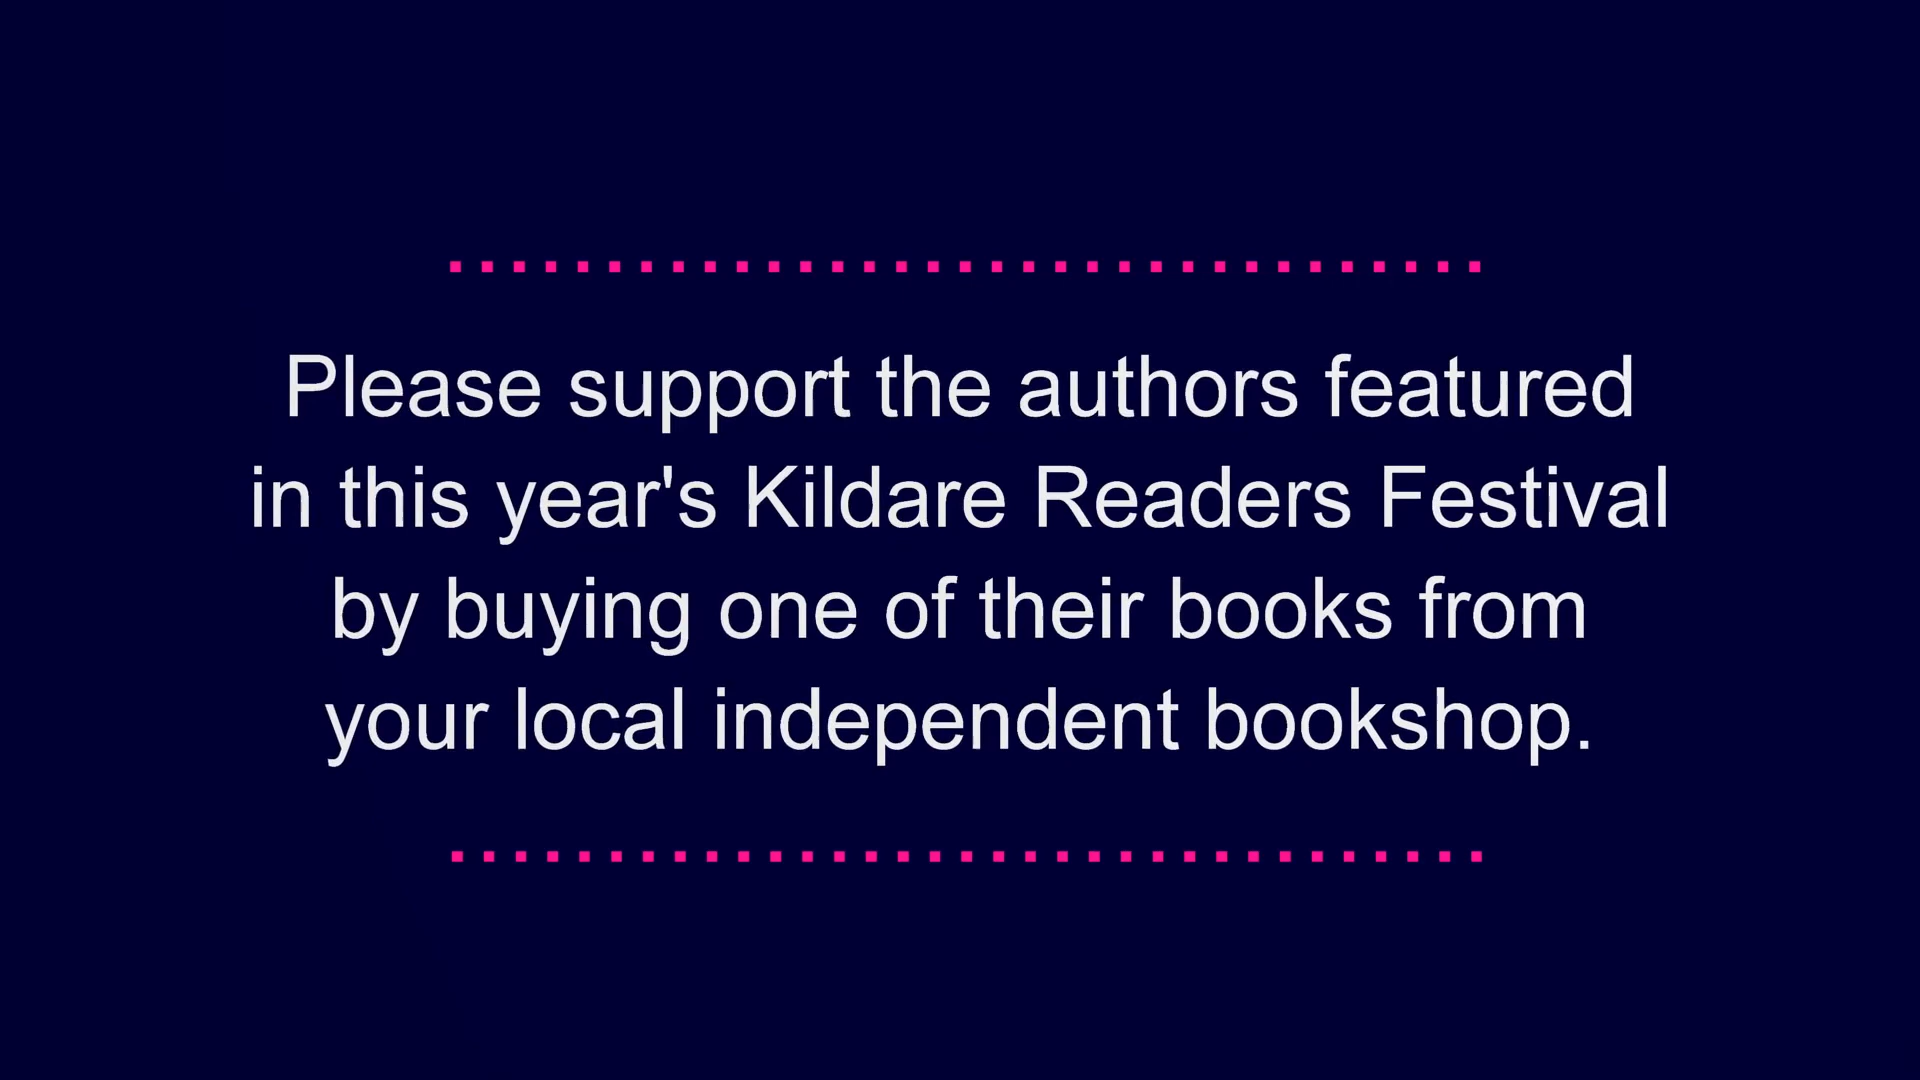 Please support the authors featured
in this year's Kildare Readers Festival
by buying one of their books from
your local independent bookshop.